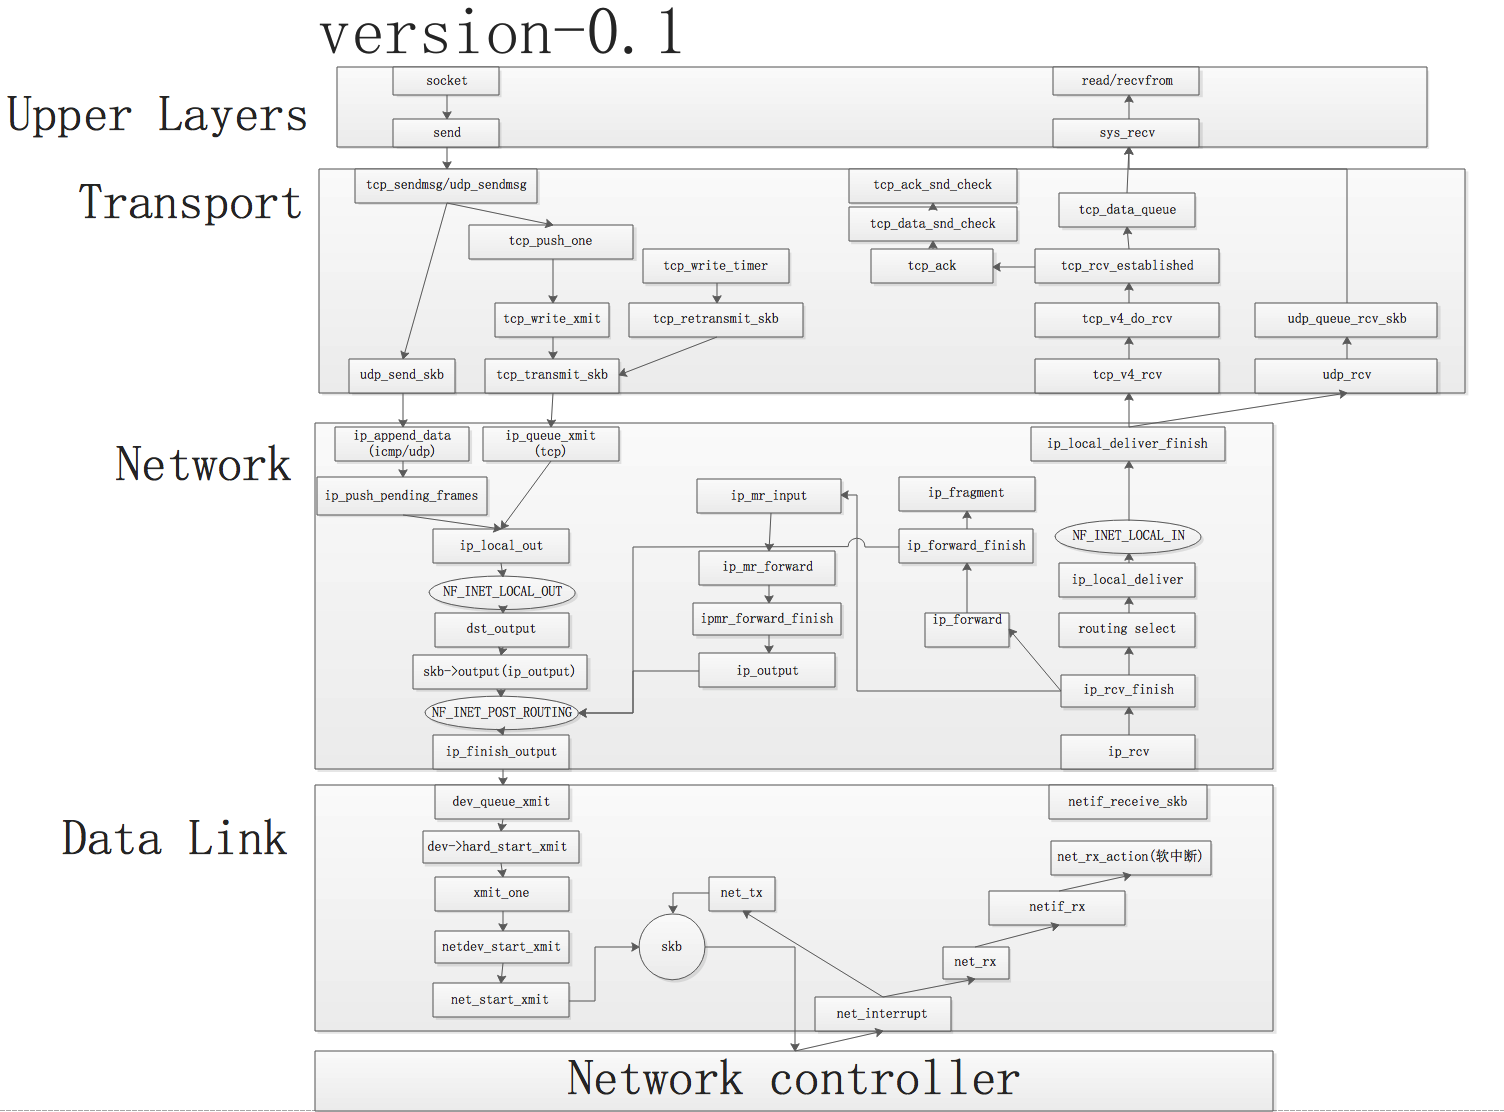 version-0.1
Upper Layers
socket
read/recvfrom
send
sys_recv
Transport
tcp_sendmsg/udp_sendmsg
tcp_ack_snd_check
tcp_data_snd_check
tcp_data_queue
tcp_push_one
tcp_write_timer
tcp_ack
tcp_rcv_established
tcp_write_xmit
tcp_retransmit_skb
tcp_v4_do_rcv
udp_queue_rcv_skb
udp_send_skb
tcp_transmit_skb
tcp_v4_rcv
udp_rcv
Network
ip_append_data
(icmp/udp)
ip_queue_xmit
(tcp)
ip_local_deliver_finish
ip_push_pending_frames
ip_mr_input
ip_fragment
ip_local_out
ip_forward_finish
NF_INET_LOCAL_IN
ip_mr_forward
ip_local_deliver
NF_INET_LOCAL_OUT
ipmr_forward_finish
ip_forward
routing select
dst_output
skb->output(ip_output)
ip_output
ip_rcv_finish
NF_INET_POST_ROUTING
ip_finish_output
ip_rcv
Data Link
dev_queue_xmit
netif_receive_skb
dev->hard_start_xmit
net_rx_action(软中断)
xmit_one
net_tx
netif_rx
netdev_start_xmit
skb
net_rx
net_start_xmit
net_interrupt
Network controller